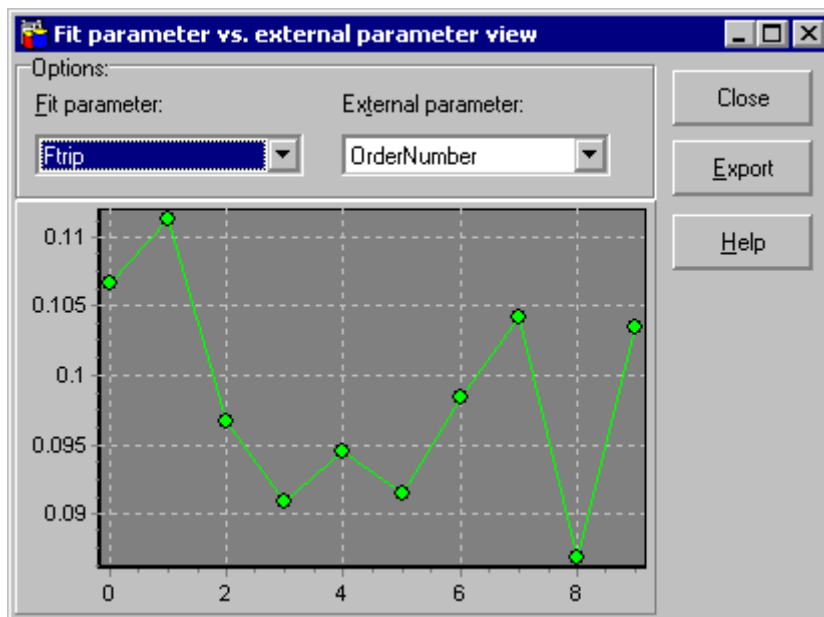 Fit parameter vs. external parameter view
Options:
Fit parameter:
External parameter:
Ftrip
OrderNumber
Close
Export
Help
0.11
0.105
0.1
0.095
0.09
0 2 4 6 8